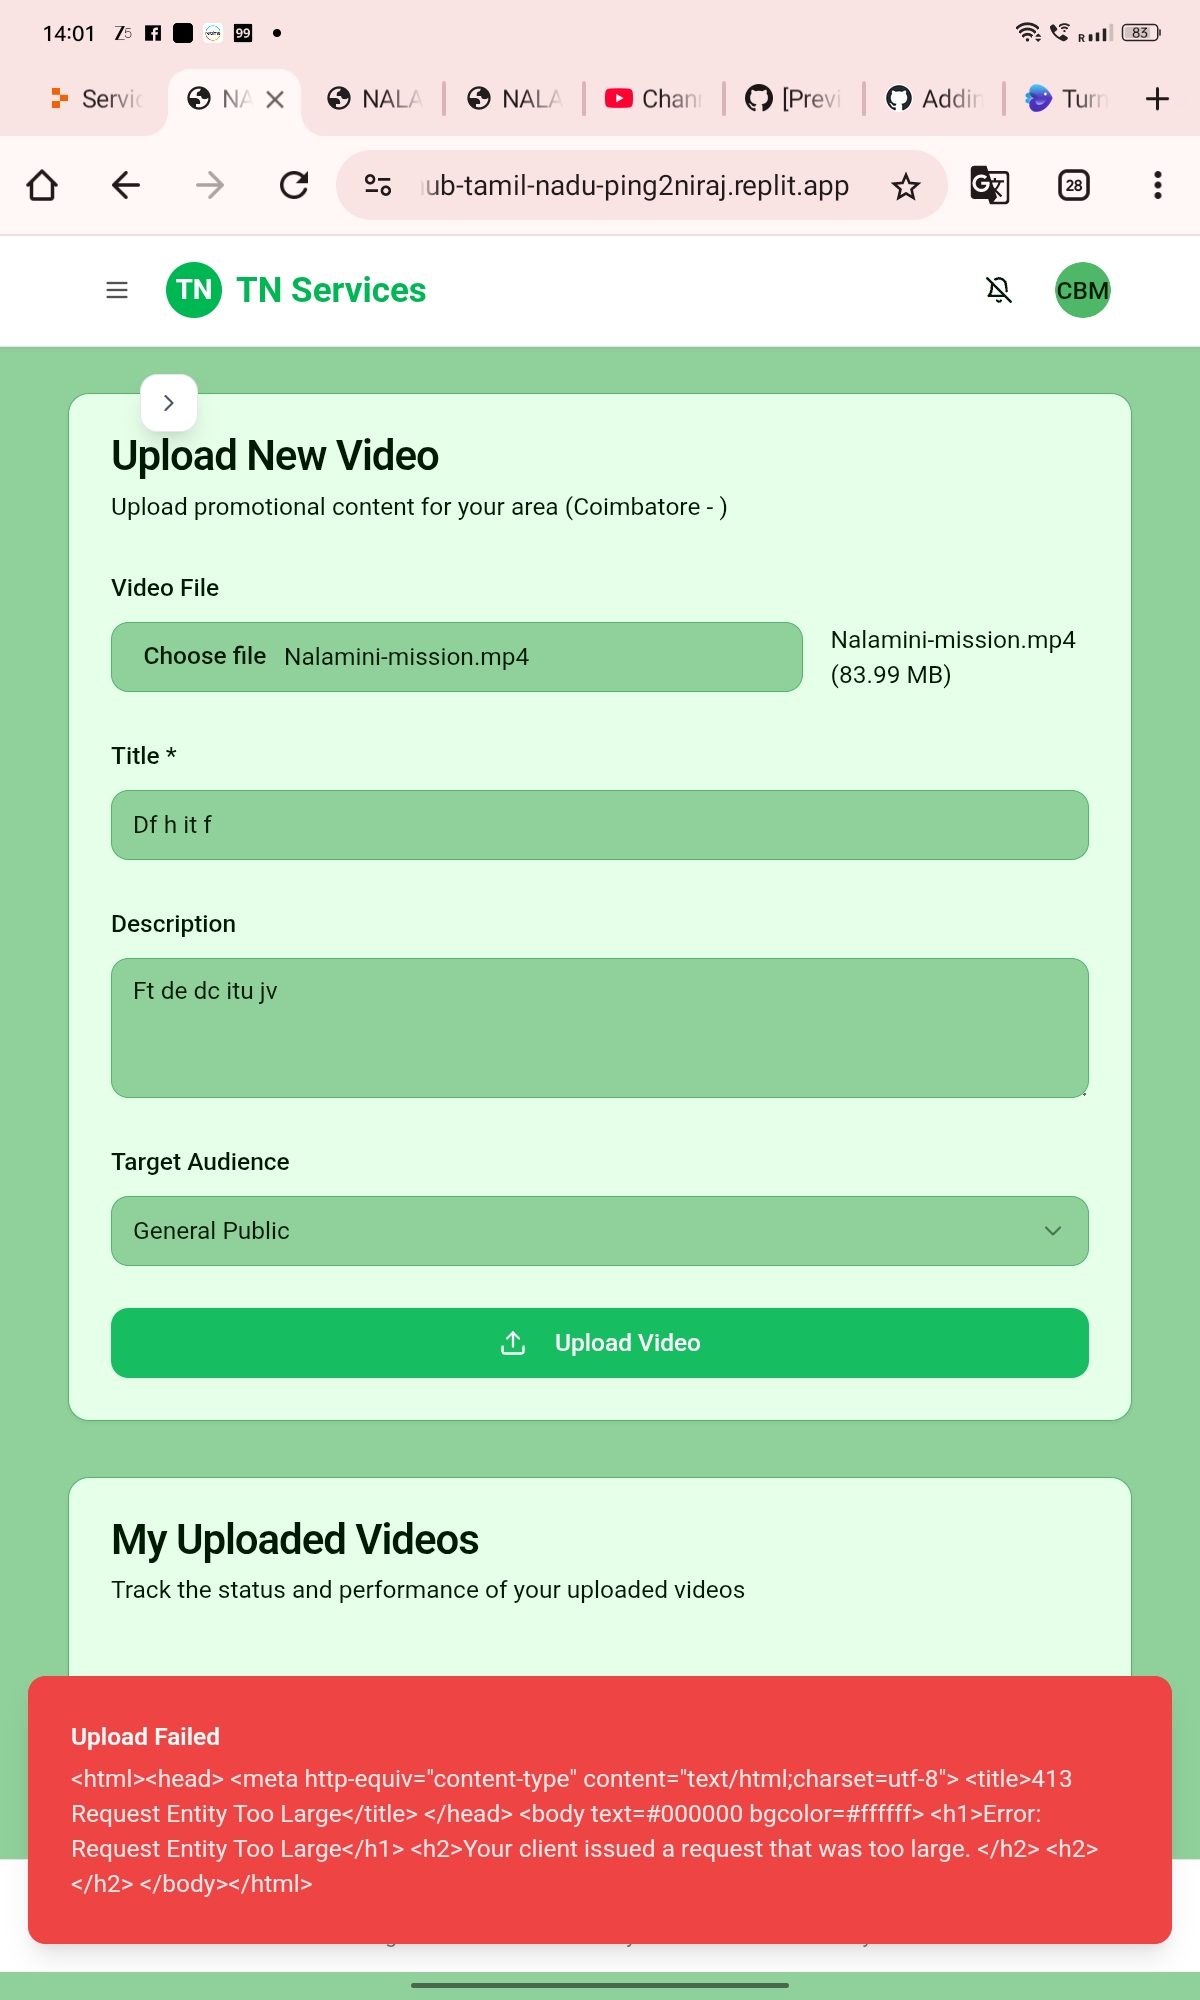 14:01 Z5 99 R 83
Servic NA NALA NALA Chan [Previ Addin Turn
ub-tamil-nadu-ping2niraj.replit.app 28
TN TN Services CBM
Upload New Video
Upload promotional content for your area (Coimbatore - )
Video File
Choose file Nalamini-mission.mp4
Nalamini-mission.mp4
(83.99 MB)
Title *
Df h it f
Description
Ft de dc itu jv
Target Audience
General Public
Upload Video
My Uploaded Videos
Track the status and performance of your uploaded videos
Upload Failed
<html><head> <meta http-equiv="content-type" content="text/html;charset=utf-8"> <title>413
Request Entity Too Large</title> </head> <body text=#000000 bgcolor=#ffffff> <h1>Error:
Request Entity Too Large</h1> <h2>Your client issued a request that was too large. </h2> <h2>
</h2> </body></html>